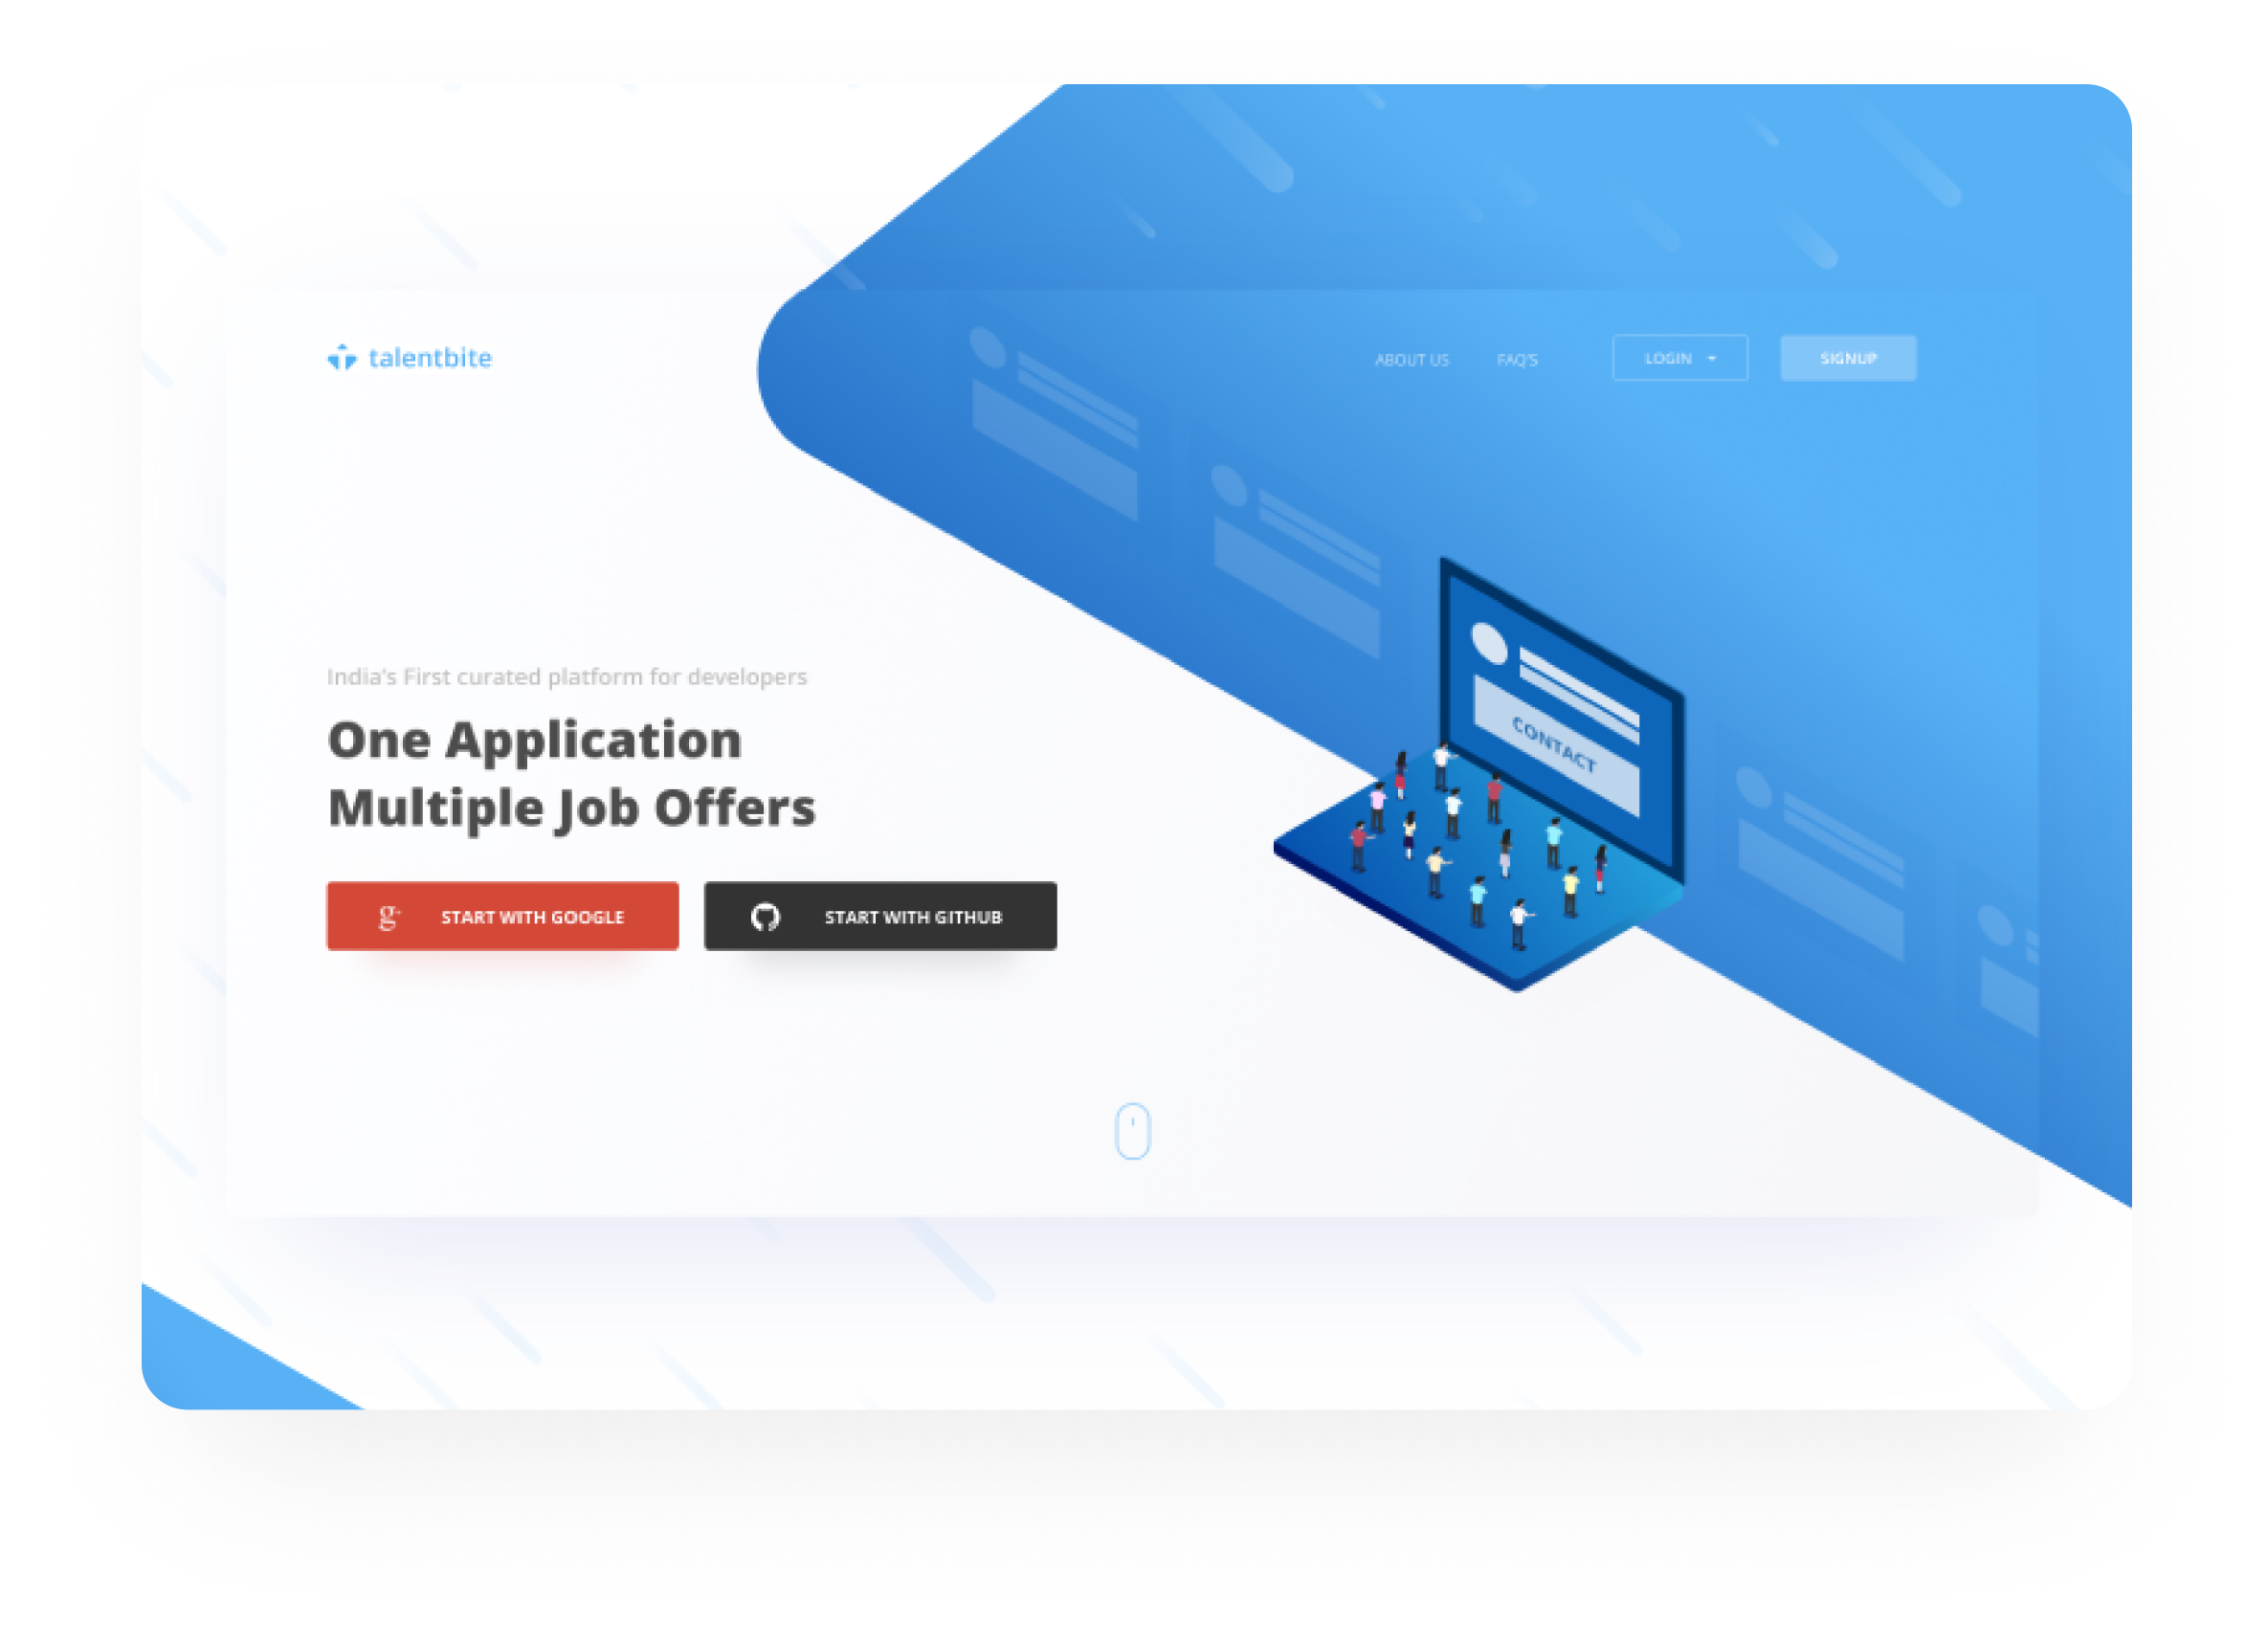 talentbite
ABOUT US
FAQ'S
LOGIN
SIGNUP
India's First curated platform for developers
One Application
Multiple Job Offers
CONTACT
g+ START WITH GOOGLE
START WITH GITHUB